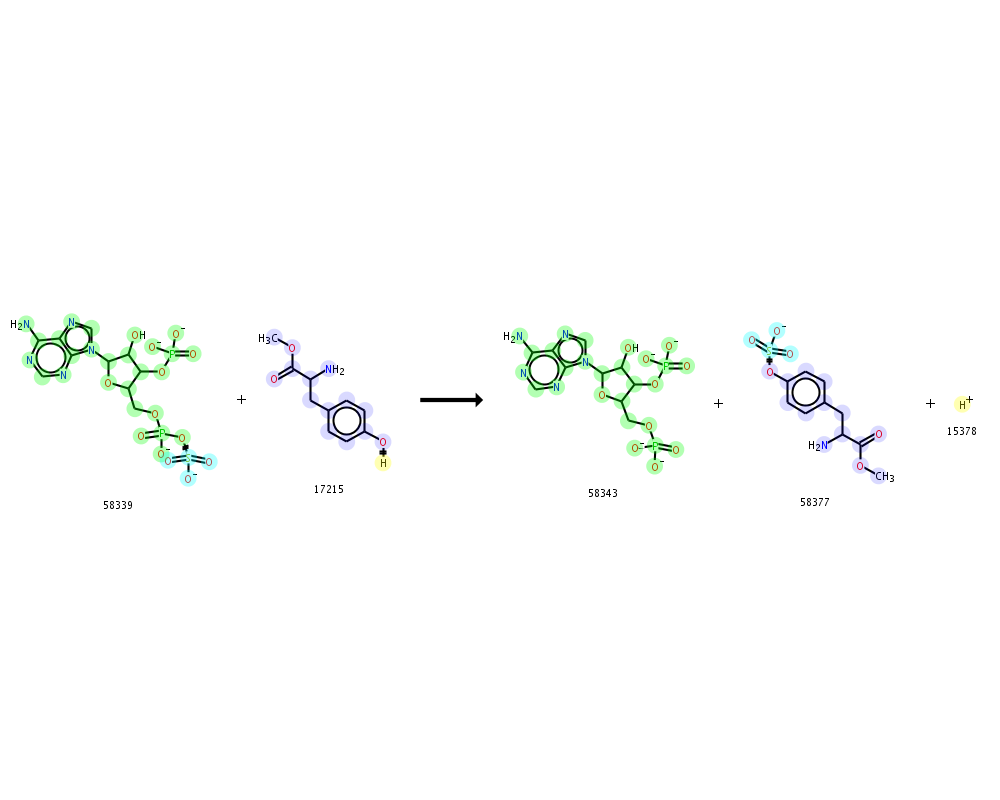 H₂N N N N N OH O O⁻ O⁻ P O O O O P O O⁻ O S O O⁻ O
58339
+
H₃C O O NH₂ O H
17215
H₂N N N N N OH O O⁻ O⁻ P O O O O⁻ P O O⁻
58343
+
O⁻ O S O O H₂N O O CH₃
58377
+
H⁺
15378